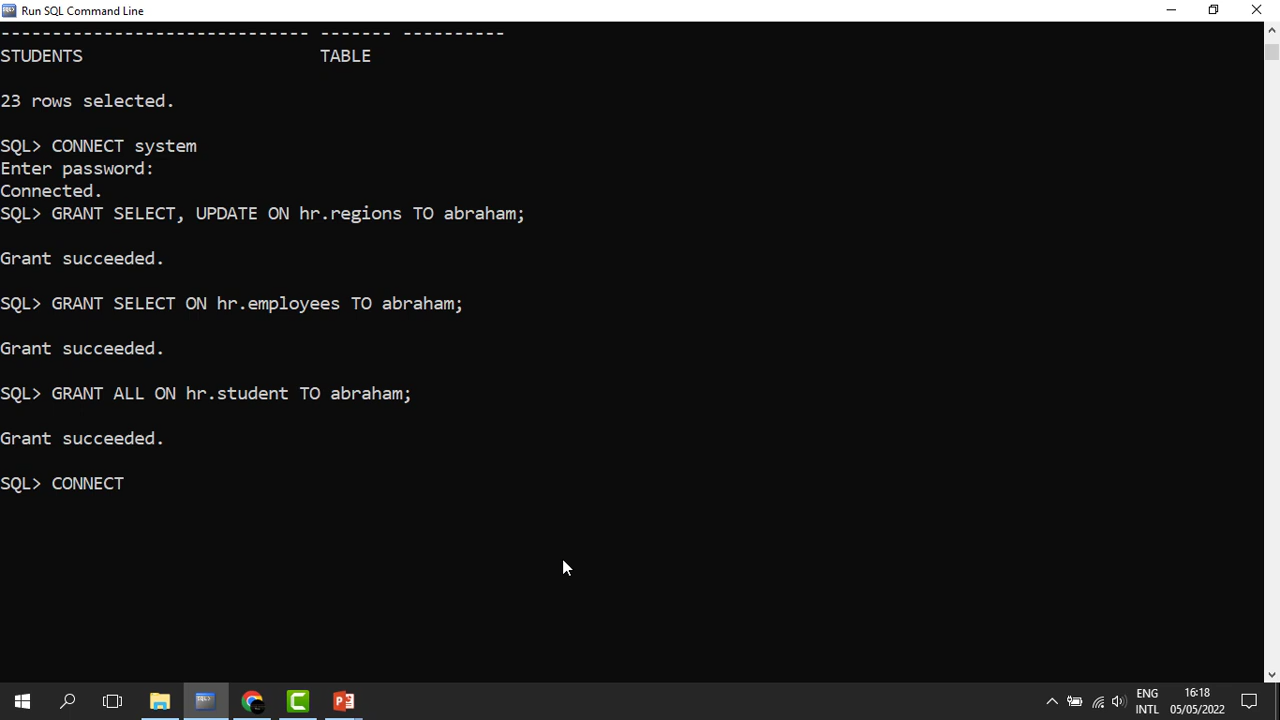 Run SQL Command Line
------------------------------ ------- ----------
STUDENTS                       TABLE
23 rows selected.
SQL> CONNECT system
Enter password:
Connected.
SQL> GRANT SELECT, UPDATE ON hr.regions TO abraham;
Grant succeeded.
SQL> GRANT SELECT ON hr.employees TO abraham;
Grant succeeded.
SQL> GRANT ALL ON hr.student TO abraham;
Grant succeeded.
SQL> CONNECT
ENG
INTL
16:18
05/05/2022